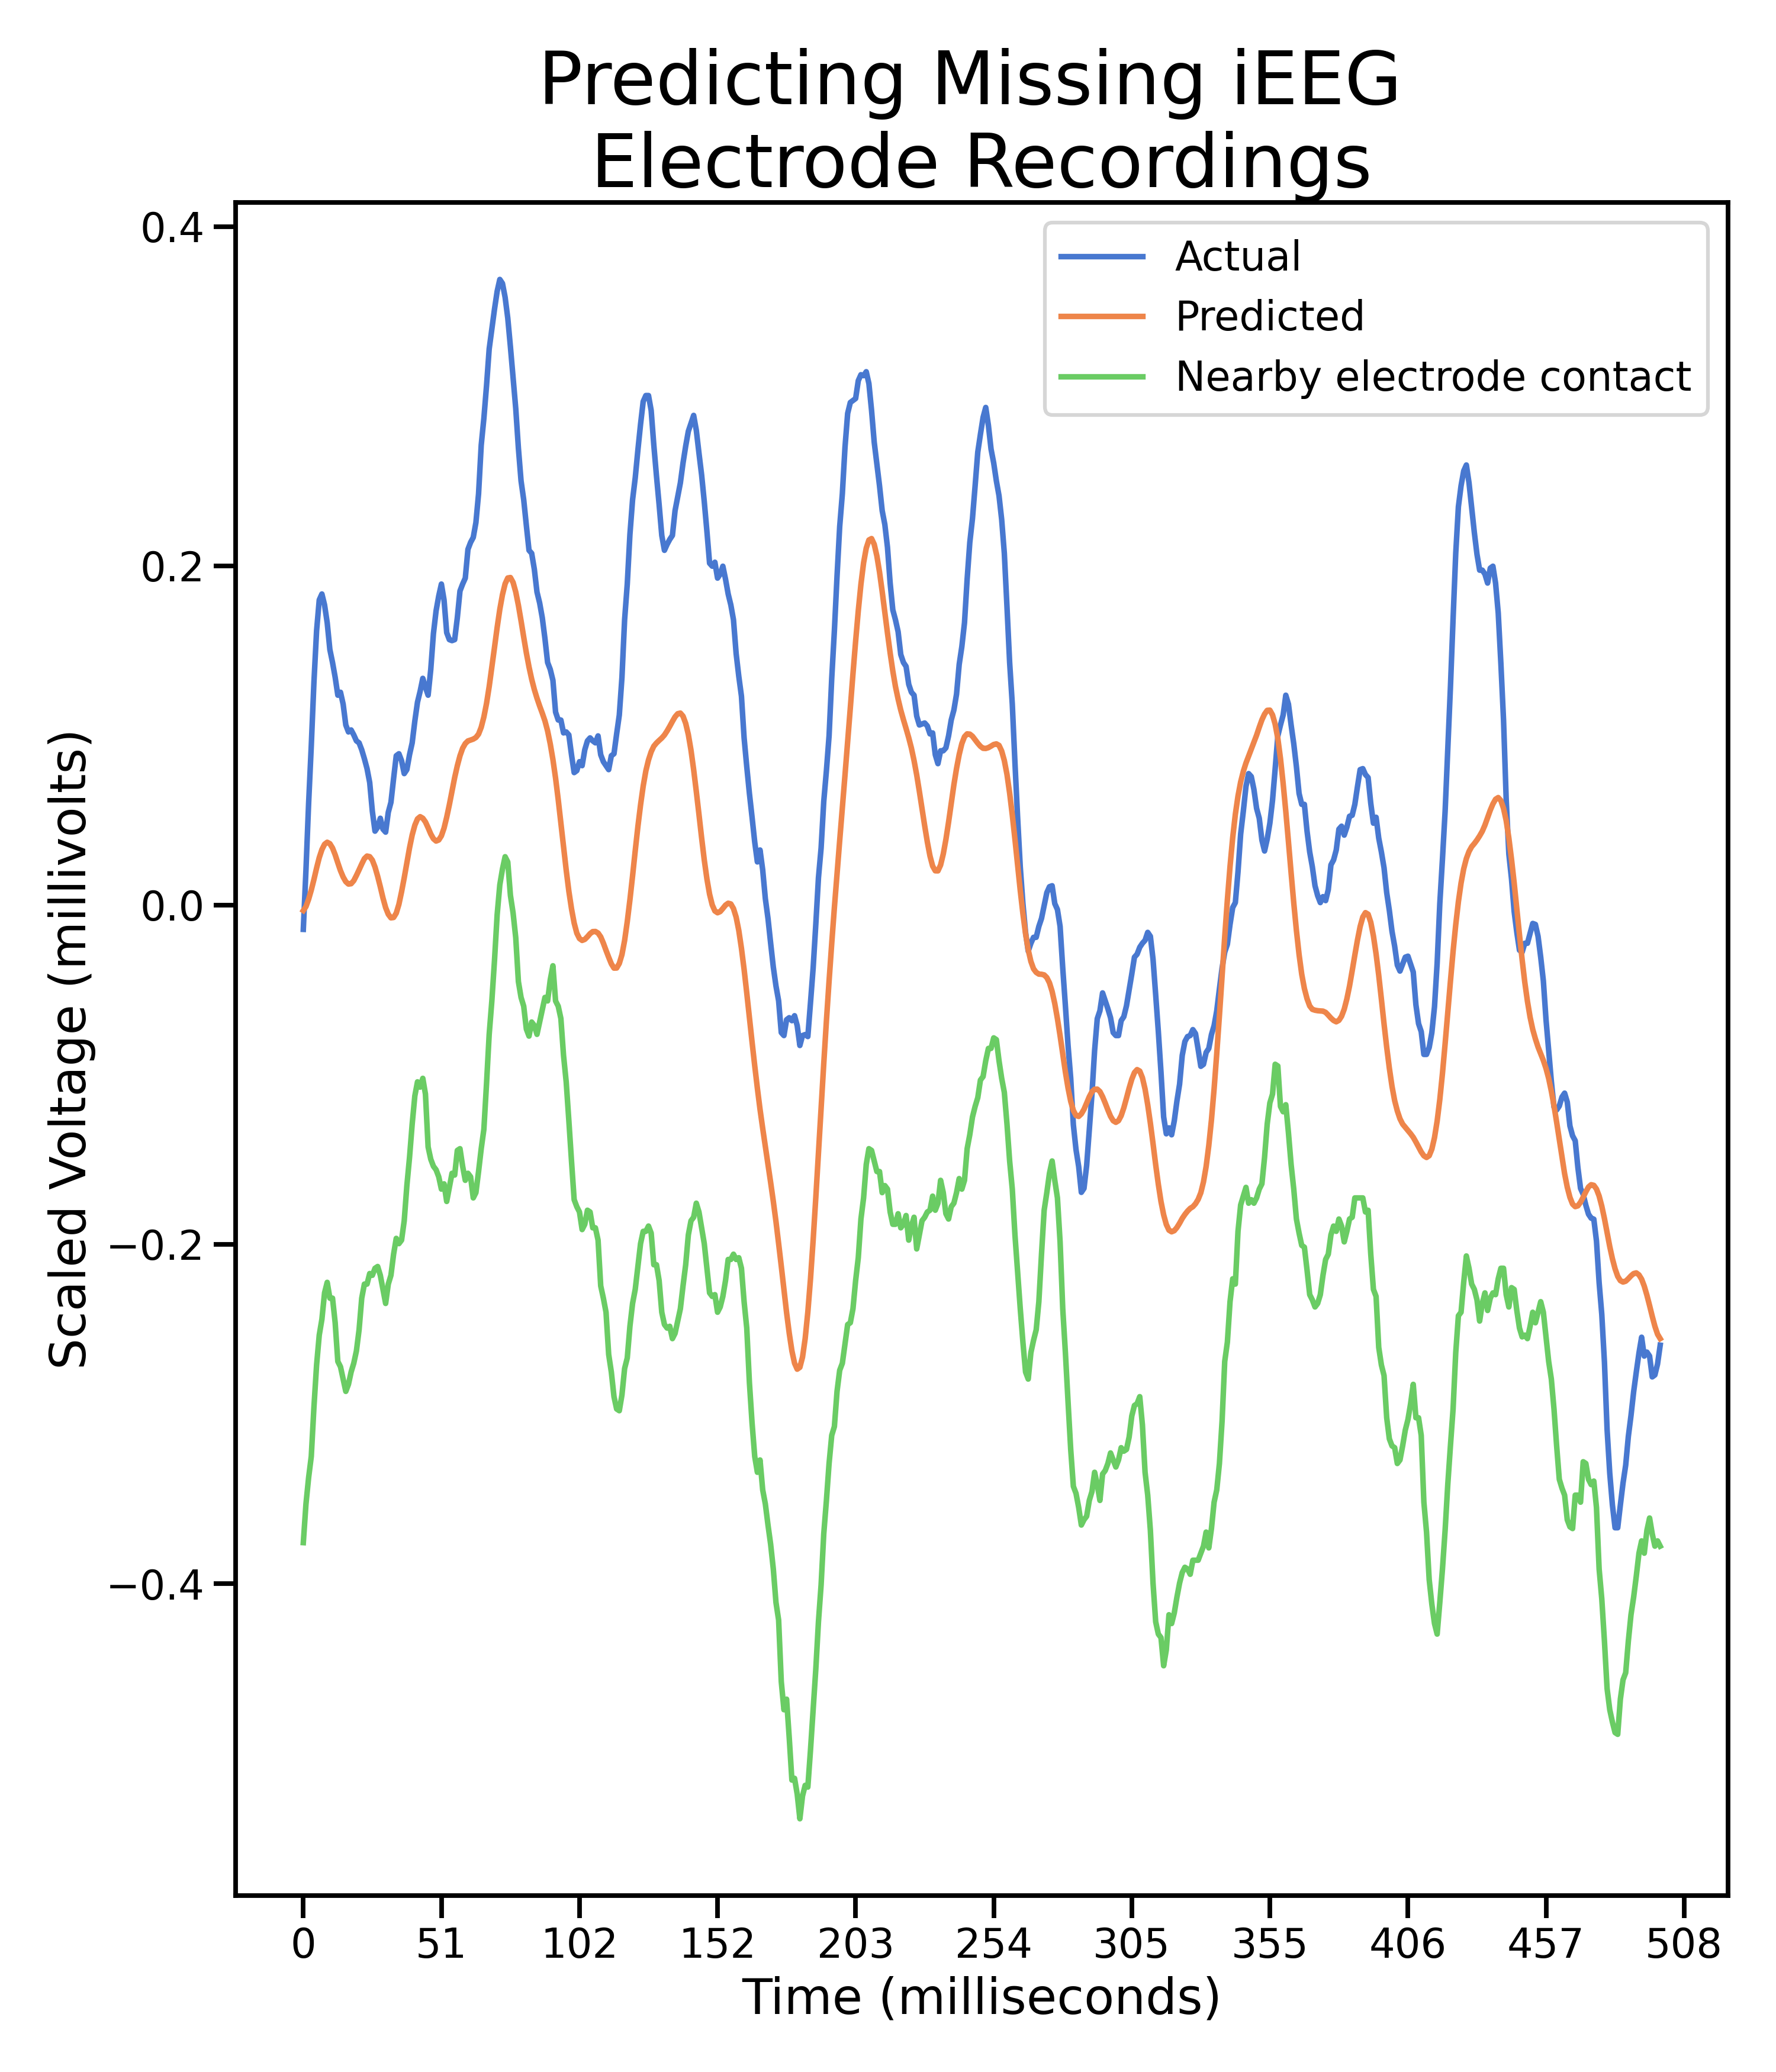 Predicting Missing iEEG
Electrode Recordings
Actual
Predicted
Nearby electrode contact
Scaled Voltage (millivolts)
0.4
0.2
0.0
−0.2
−0.4
0 51 102 152 203 254 305 355 406 457 508
Time (milliseconds)